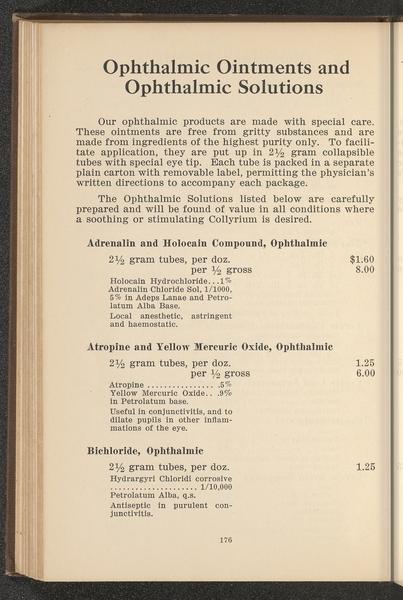 Ophthalmic Ointments and
Ophthalmic Solutions
Our ophthalmic products are made with special care.
These ointments are free from gritty substances and are
made from ingredients of the highest purity only. To facili-
tate application, they are put up in 2½ gram collapsible
tubes with special eye tip. Each tube is packed in a separate
plain carton with removable label, permitting the physician's
written directions to accompany each package.
The Ophthalmic Solutions listed below are carefully
prepared and will be found of value in all conditions where
a soothing or stimulating Collyrium is desired.
Adrenalin and Holocain Compound, Ophthalmic
2½ gram tubes, per doz. $1.60
per ½ gross 8.00
Holocain Hydrochloride...1%
Adrenalin Chloride Sol, 1/1000,
5% in Adeps Lanae and Petro-
latum Alba Base.
Local anesthetic, astringent
and haemostatic.
Atropine and Yellow Mercuric Oxide, Ophthalmic
2½ gram tubes, per doz. 1.25
per ½ gross 6.00
Atropine ................ .5%
Yellow Mercuric Oxide.. .9%
in Petrolatum base.
Useful in conjunctivitis, and to
dilate pupils in other inflam-
mations of the eye.
Bichloride, Ophthalmic
2½ gram tubes, per doz. 1.25
Hydrargyri Chloridi corrosive
....................., 1/10,000
Petrolatum Alba, q.s.
Antiseptic in purulent con-
junctivitis.
176